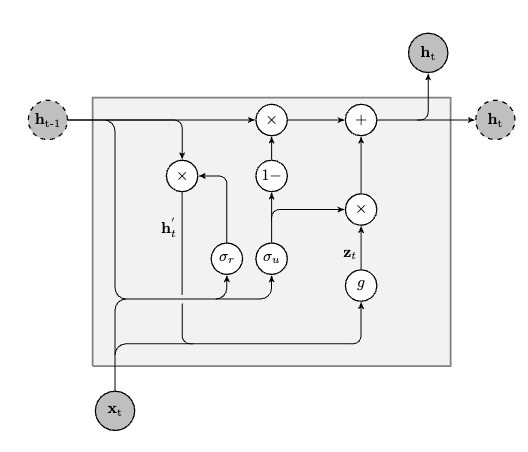 h_t
h_{t-1}
×
+
h_t
×
1−
×
h'_t
z_t
σ_r
σ_u
g
x_t